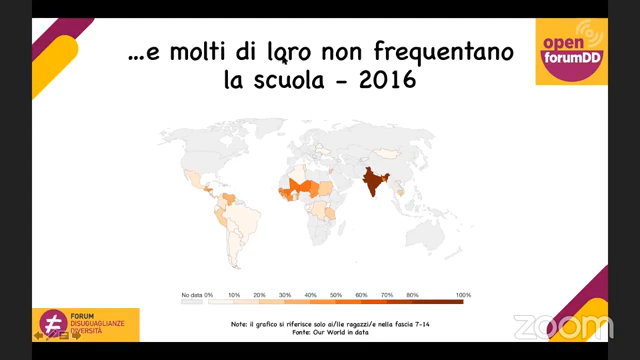 ...e molti di loro non frequentano
la scuola - 2016
open
forumDD
No data 0% 10% 20% 30% 40% 50% 60% 70% 80% 100%
Note: il grafico si riferisce solo ai/lle ragazzi/e nella fascia 7-14
Fonte: Our World in data
FORUM
DISUGUAGLIANZE
DIVERSITÀ
zoom